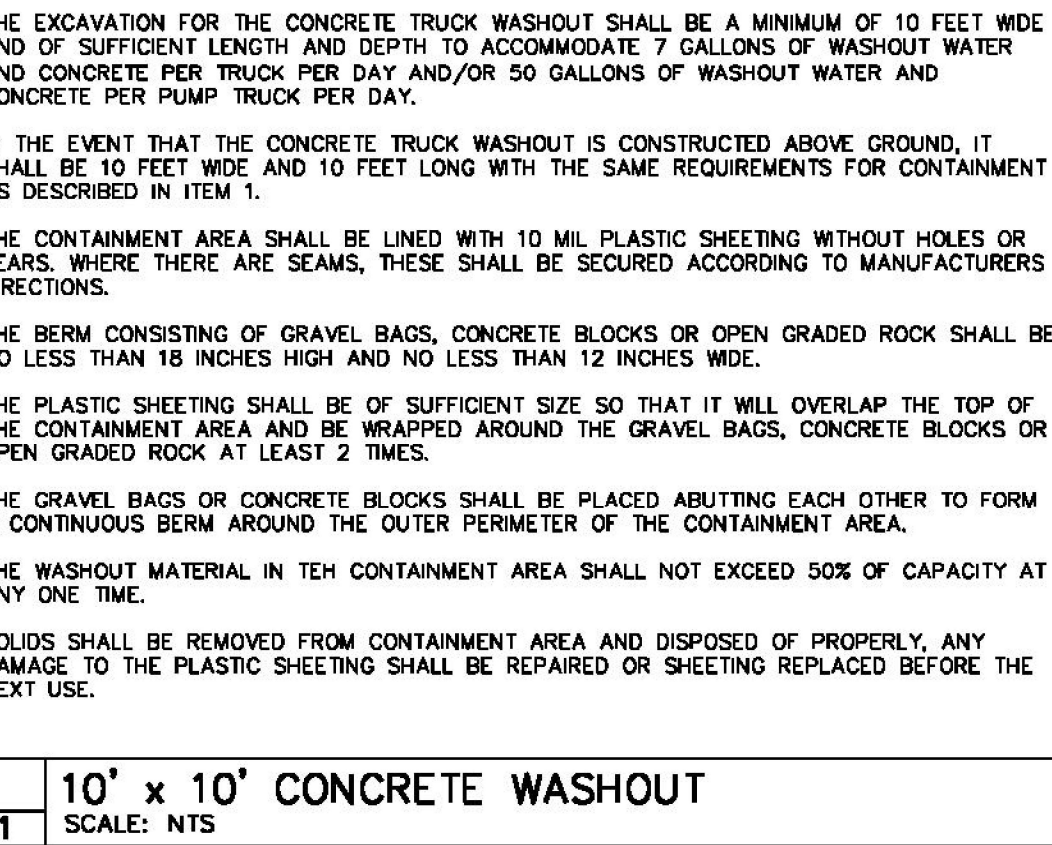 HE EXCAVATION FOR THE CONCRETE TRUCK WASHOUT SHALL BE A MINIMUM OF 10 FEET WIDE
ND OF SUFFICIENT LENGTH AND DEPTH TO ACCOMMODATE 7 GALLONS OF WASHOUT WATER
ND CONCRETE PER TRUCK PER DAY AND/OR 50 GALLONS OF WASHOUT WATER AND
ONCRETE PER PUMP TRUCK PER DAY.
THE EVENT THAT THE CONCRETE TRUCK WASHOUT IS CONSTRUCTED ABOVE GROUND, IT
HALL BE 10 FEET WIDE AND 10 FEET LONG WITH THE SAME REQUIREMENTS FOR CONTAINMENT
S DESCRIBED IN ITEM 1.
HE CONTAINMENT AREA SHALL BE LINED WITH 10 MIL PLASTIC SHEETING WITHOUT HOLES OR
EARS. WHERE THERE ARE SEAMS, THESE SHALL BE SECURED ACCORDING TO MANUFACTURERS
IRECTIONS.
HE BERM CONSISTING OF GRAVEL BAGS, CONCRETE BLOCKS OR OPEN GRADED ROCK SHALL BE
O LESS THAN 18 INCHES HIGH AND NO LESS THAN 12 INCHES WIDE.
HE PLASTIC SHEETING SHALL BE OF SUFFICIENT SIZE SO THAT IT WILL OVERLAP THE TOP OF
HE CONTAINMENT AREA AND BE WRAPPED AROUND THE GRAVEL BAGS, CONCRETE BLOCKS OR
PEN GRADED ROCK AT LEAST 2 TIMES.
HE GRAVEL BAGS OR CONCRETE BLOCKS SHALL BE PLACED ABUTTING EACH OTHER TO FORM
CONTINUOUS BERM AROUND THE OUTER PERIMETER OF THE CONTAINMENT AREA.
HE WASHOUT MATERIAL IN TEH CONTAINMENT AREA SHALL NOT EXCEED 50% OF CAPACITY AT
NY ONE TIME.
OLIDS SHALL BE REMOVED FROM CONTAINMENT AREA AND DISPOSED OF PROPERLY, ANY
AMAGE TO THE PLASTIC SHEETING SHALL BE REPAIRED OR SHEETING REPLACED BEFORE THE
EXT USE.
10' x 10' CONCRETE WASHOUT
1 SCALE: NTS